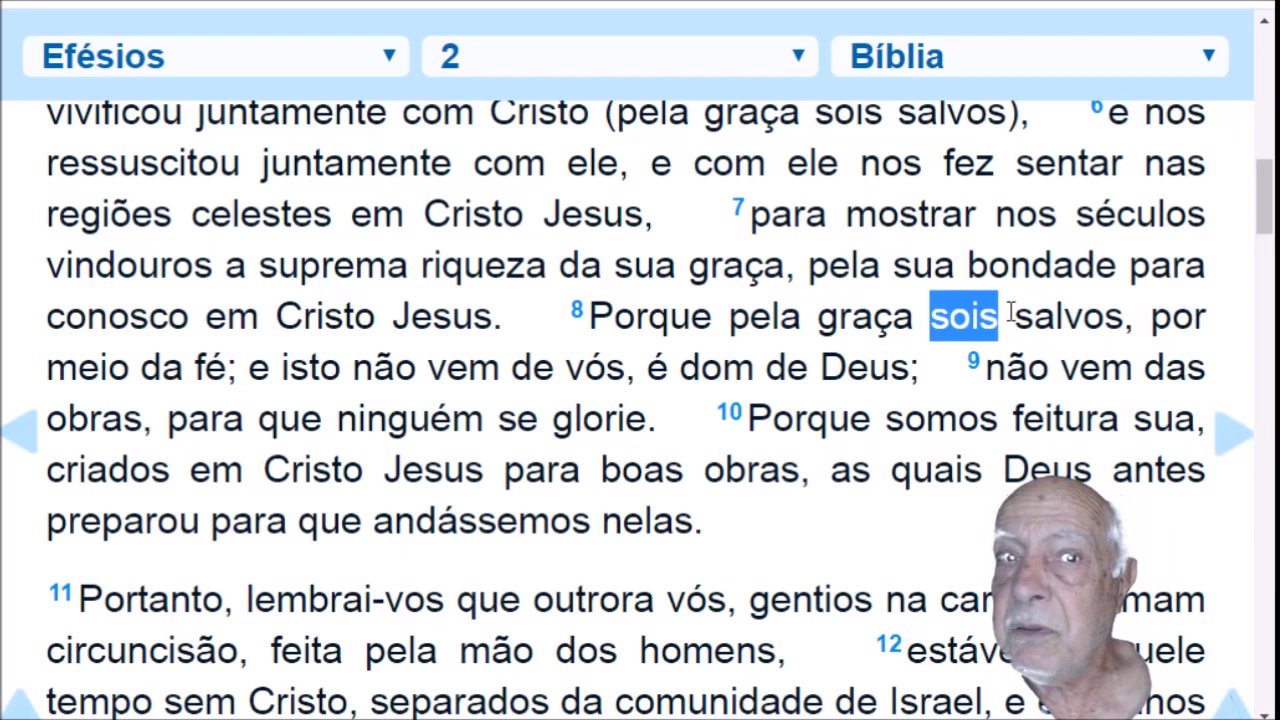 Efésios 2 Bíblia
vivificou juntamente com Cristo (pela graça sois salvos), 6 e nos
ressuscitou juntamente com ele, e com ele nos fez sentar nas
regiões celestes em Cristo Jesus, 7 para mostrar nos séculos
vindouros a suprema riqueza da sua graça, pela sua bondade para
conosco em Cristo Jesus. 8 Porque pela graça sois salvos, por
meio da fé; e isto não vem de vós, é dom de Deus; 9 não vem das
obras, para que ninguém se glorie. 10 Porque somos feitura sua,
criados em Cristo Jesus para boas obras, as quais Deus antes
preparou para que andássemos nelas.
11 Portanto, lembrai-vos que outrora vós, gentios na
circuncisão, feita pela mão dos homens, 12
tempo sem Cristo, separados da comunidade de Israel, e